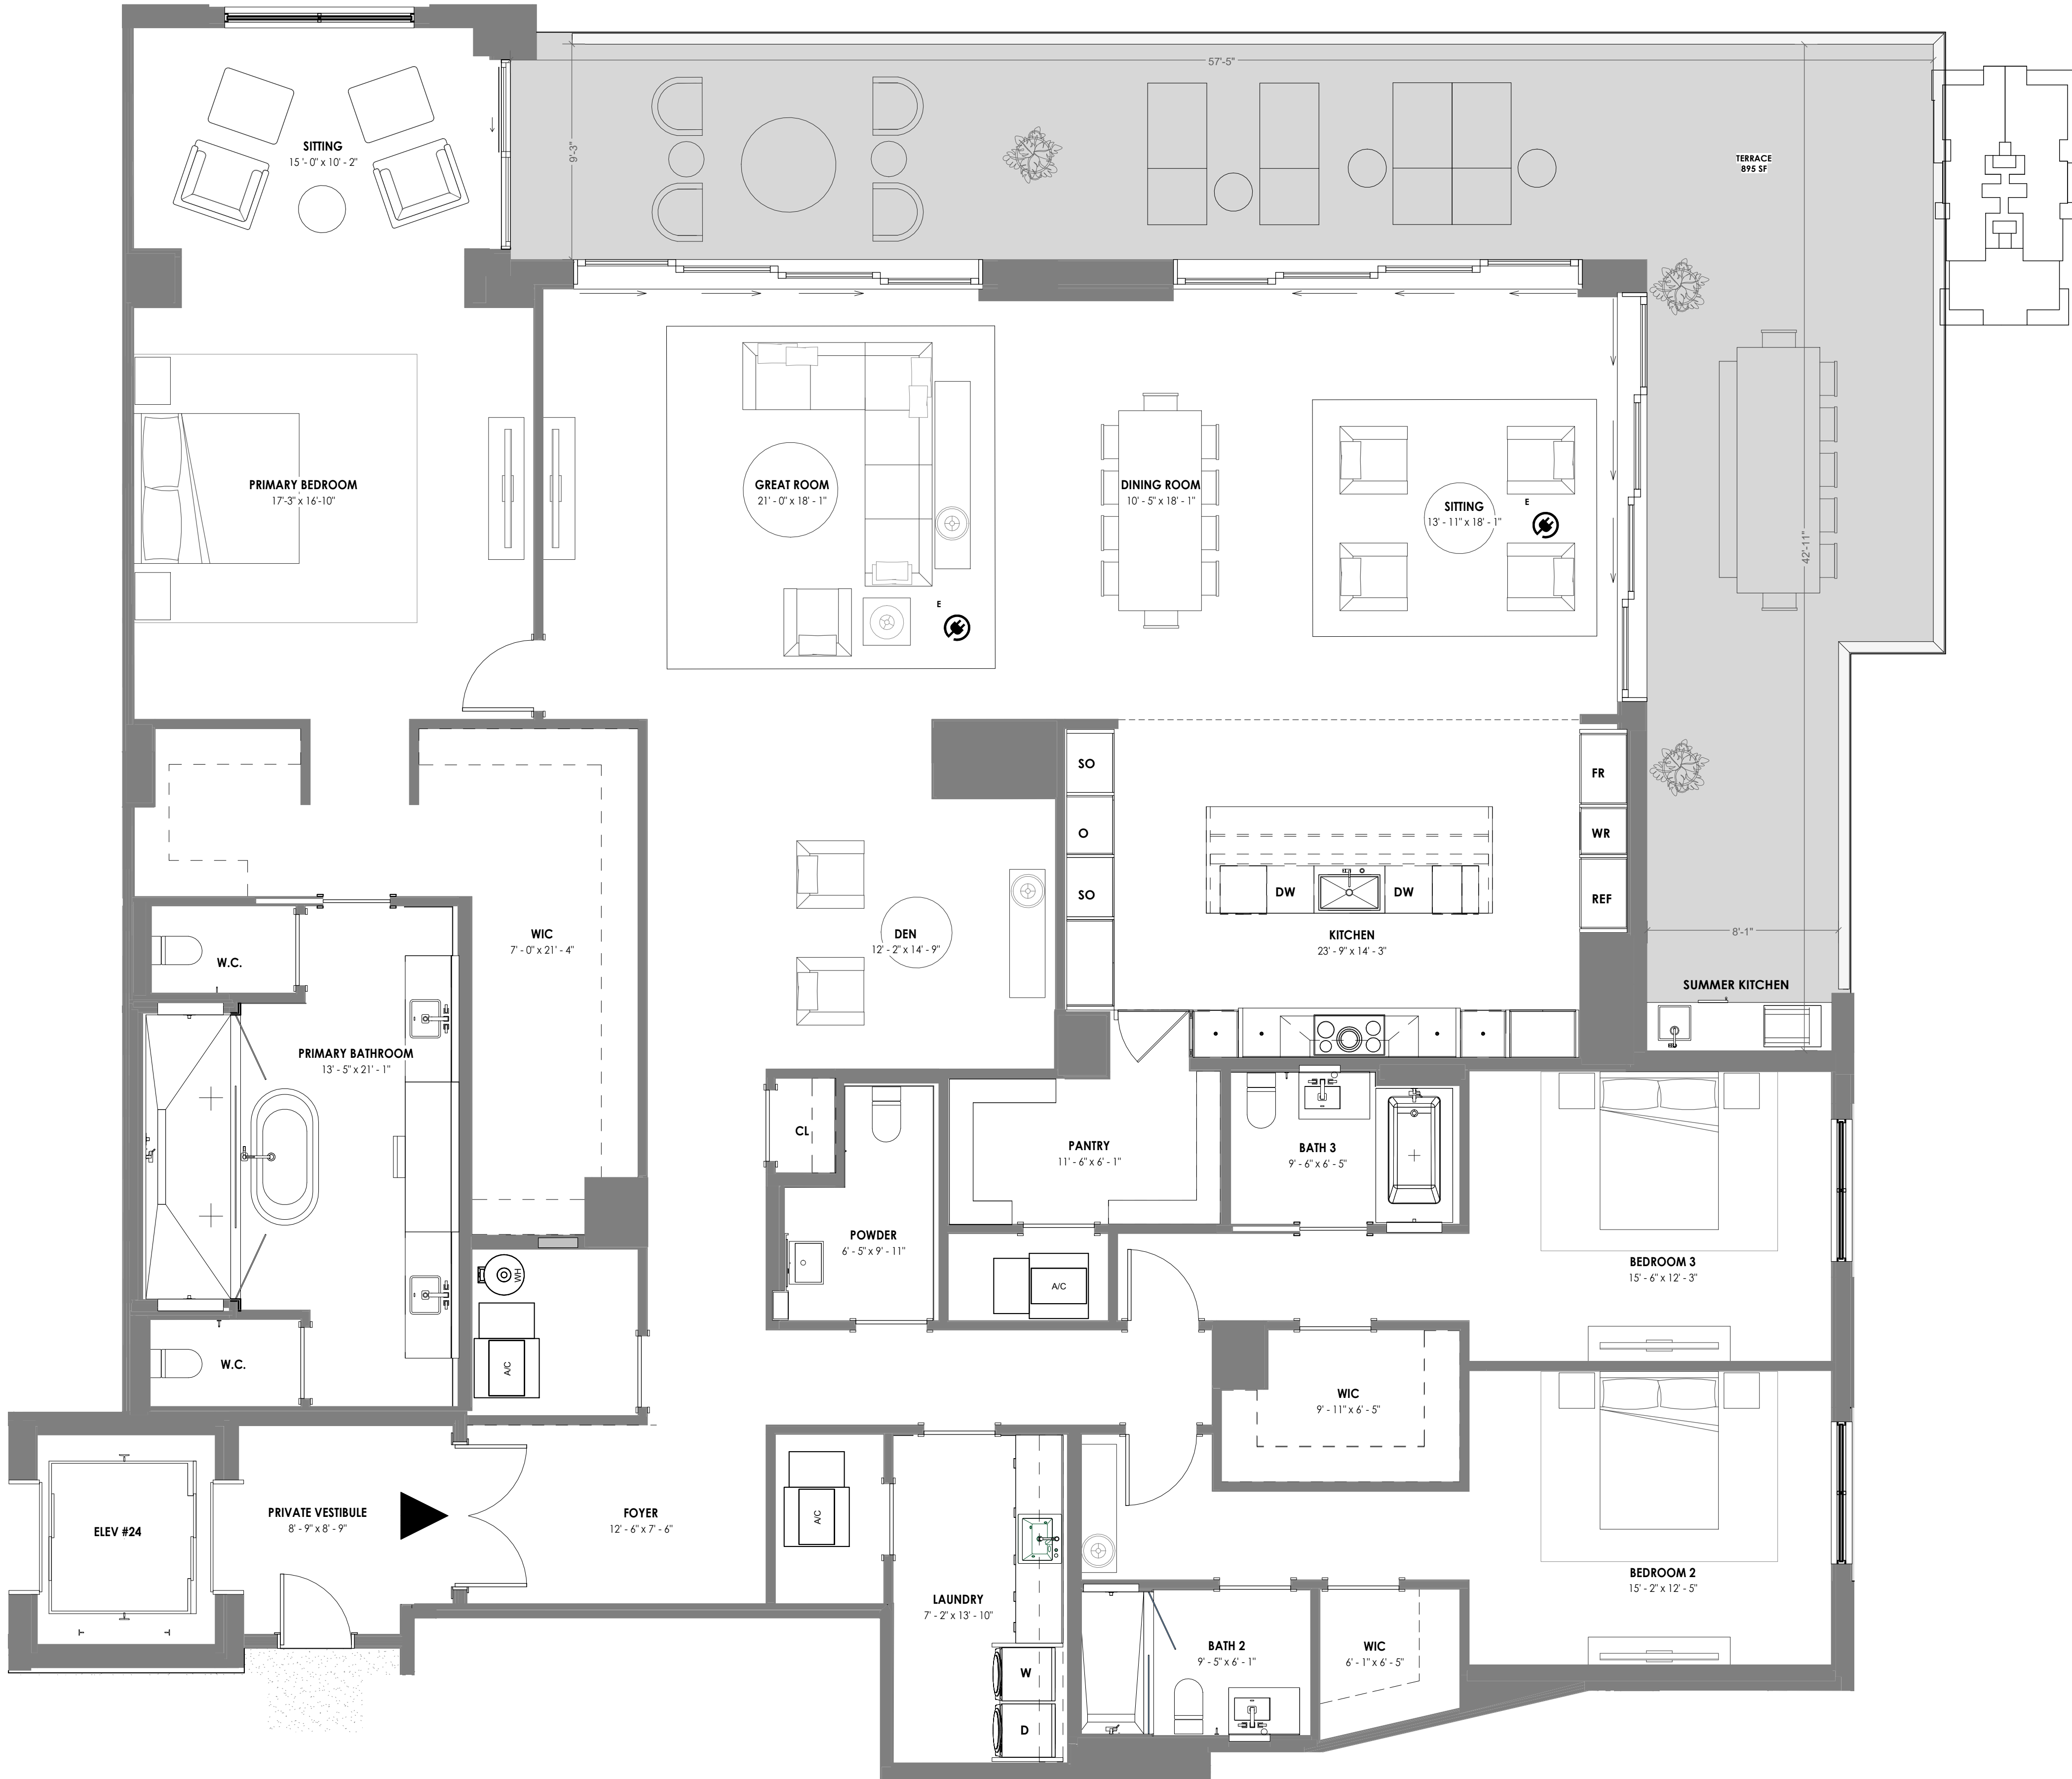 57'-5"
9'-3"
SITTING
15 '- 0" x 10' - 2"
TERRACE
895 SF
PRIMARY BEDROOM
17'-3" x 16'-10"
GREAT ROOM
21' - 0" x 18' - 1"
DINING ROOM
10' - 5" x 18' - 1"
SITTING
13' - 11" x 18' - 1"
E
E
42'-11"
SO
O
SO
FR
WR
REF
DW
DW
KITCHEN
23' - 9" x 14' - 3"
DEN
12' - 2" x 14' - 9"
WIC
7' - 0" x 21' - 4"
W.C.
8'-1"
SUMMER KITCHEN
PRIMARY BATHROOM
13' - 5" x 21' - 1"
CL
PANTRY
11' - 6" x 6' - 1"
BATH 3
9' - 6" x 6' - 5"
POWDER
6' - 5" x 9' - 11"
WH
A/C
A/C
BEDROOM 3
15' - 6" x 12' - 3"
W.C.
WIC
9' - 11" x 6' - 5"
ELEV #24
PRIVATE VESTIBULE
8' - 9" x 8' - 9"
FOYER
12' - 6" x 7' - 6"
A/C
LAUNDRY
7' - 2" x 13' - 10"
BEDROOM 2
15' - 2" x 12' - 5"
BATH 2
9' - 5" x 6' - 1"
WIC
6' - 1" x 6' - 5"
W
D